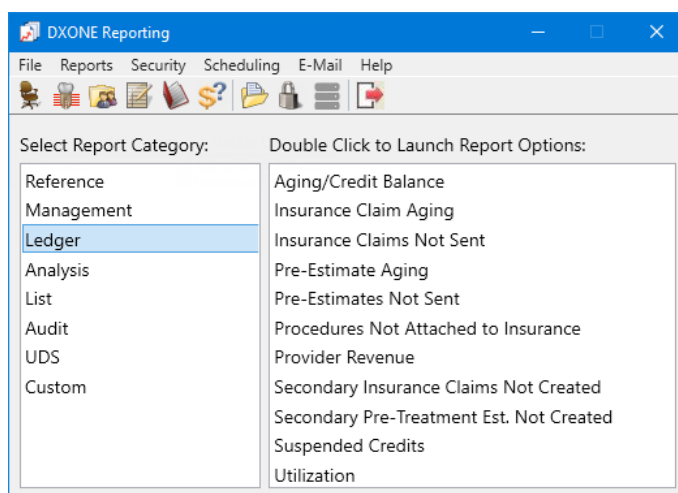 DXONE Reporting
File Reports Security Scheduling E-Mail Help
Select Report Category:
Double Click to Launch Report Options:
Reference
Management
Ledger
Analysis
List
Audit
UDS
Custom
Aging/Credit Balance
Insurance Claim Aging
Insurance Claims Not Sent
Pre-Estimate Aging
Pre-Estimates Not Sent
Procedures Not Attached to Insurance
Provider Revenue
Secondary Insurance Claims Not Created
Secondary Pre-Treatment Est. Not Created
Suspended Credits
Utilization